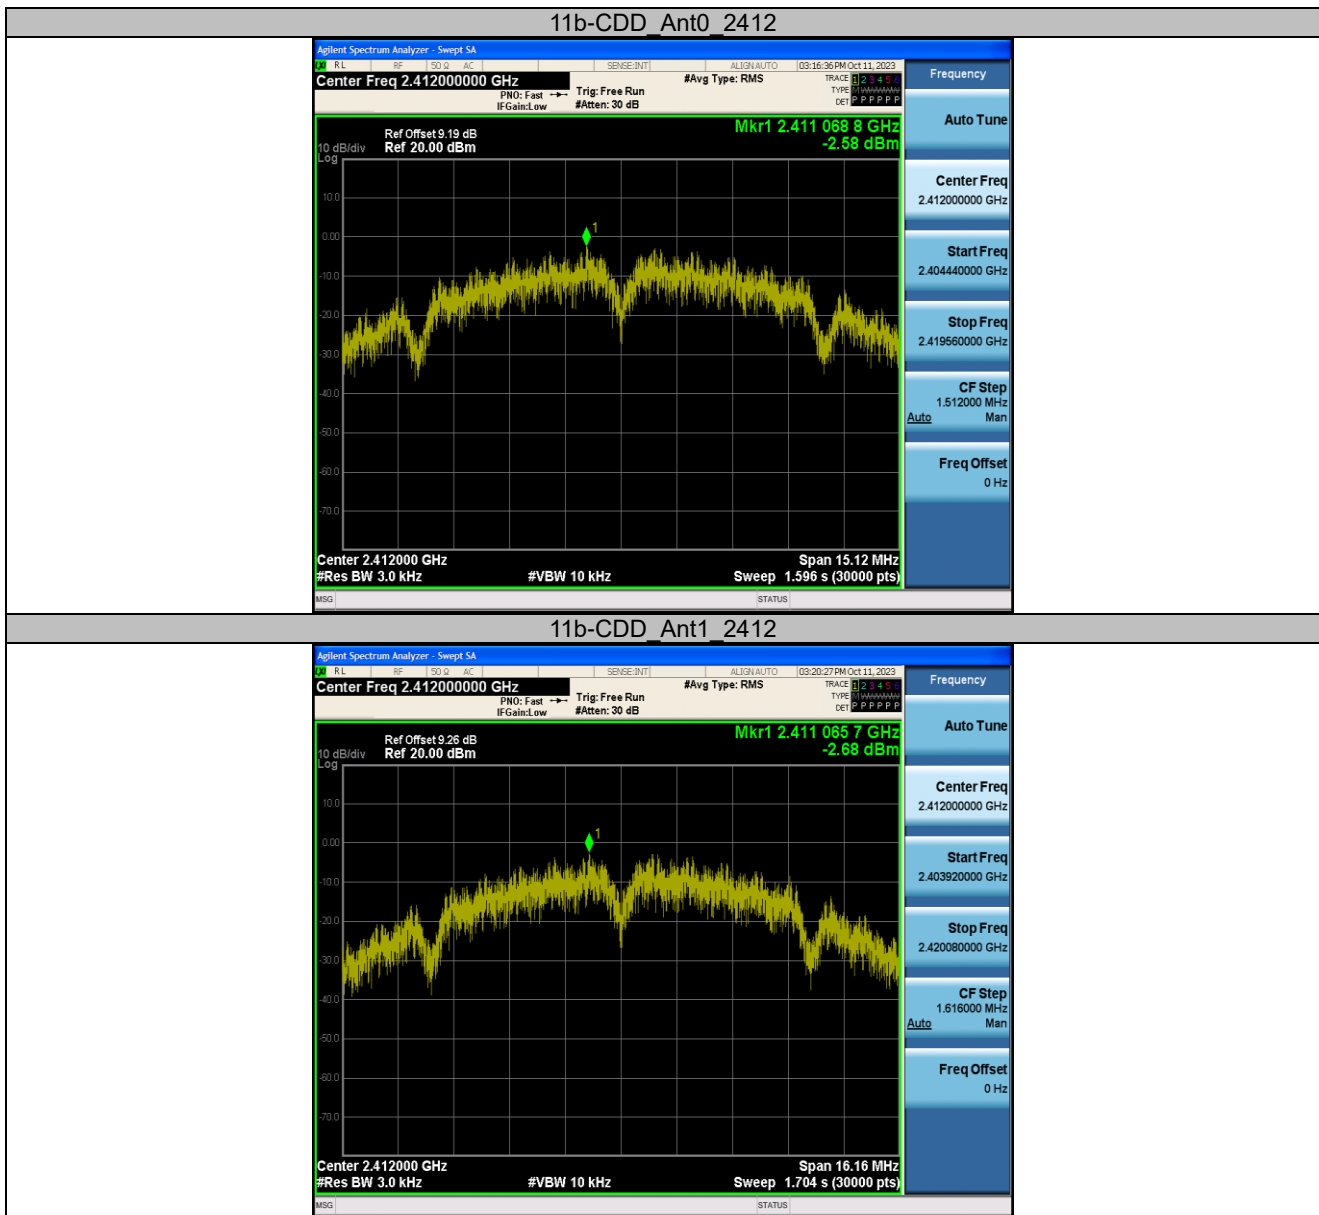 11b-CDD_Ant0_2412
Agilent Spectrum Analyzer - Swept SA
RL RF 50 Ω AC SENSE:INT ALIGN AUTO 03:16:36 PM Oct 11, 2023
Center Freq 2.412000000 GHz #Avg Type: RMS TRACE 1 2 3 4 5 6
PNO: Fast Trig: Free Run TYPE M WWWWW
IFGain:Low #Atten: 30 dB DET P P P P P P
Frequency
Auto Tune
Mkr1 2.411 068 8 GHz
-2.58 dBm
Ref Offset 9.19 dB
10 dB/div Ref 20.00 dBm
Log
10.0
0.00
-10.0
-20.0
-30.0
-40.0
-50.0
-60.0
-70.0
1
Center Freq
2.412000000 GHz
Start Freq
2.404440000 GHz
Stop Freq
2.419560000 GHz
CF Step
1.512000 MHz
Auto Man
Freq Offset
0 Hz
Center 2.412000 GHz Span 15.12 MHz
#Res BW 3.0 kHz #VBW 10 kHz Sweep 1.596 s (30000 pts)
MSG STATUS
11b-CDD_Ant1_2412
Agilent Spectrum Analyzer - Swept SA
RL RF 50 Ω AC SENSE:INT ALIGN AUTO 03:20:27 PM Oct 11, 2023
Center Freq 2.412000000 GHz #Avg Type: RMS TRACE 1 2 3 4 5 6
PNO: Fast Trig: Free Run TYPE M WWWWW
IFGain:Low #Atten: 30 dB DET P P P P P P
Frequency
Auto Tune
Mkr1 2.411 065 7 GHz
-2.68 dBm
Ref Offset 9.26 dB
10 dB/div Ref 20.00 dBm
Log
10.0
0.00
-10.0
-20.0
-30.0
-40.0
-50.0
-60.0
-70.0
1
Center Freq
2.412000000 GHz
Start Freq
2.403920000 GHz
Stop Freq
2.420080000 GHz
CF Step
1.616000 MHz
Auto Man
Freq Offset
0 Hz
Center 2.412000 GHz Span 16.16 MHz
#Res BW 3.0 kHz #VBW 10 kHz Sweep 1.704 s (30000 pts)
MSG STATUS